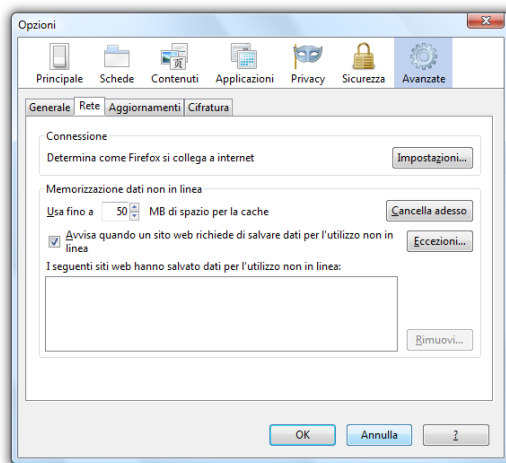 Opzioni
Principale Schede Contenuti Applicazioni Privacy Sicurezza Avanzate
Generale Rete Aggiornamenti Cifratura
Connessione
Determina come Firefox si collega a internet Impostazioni...
Memorizzazione dati non in linea
Usa fino a 50 MB di spazio per la cache Cancella adesso
Avvisa quando un sito web richiede di salvare dati per l'utilizzo non in
linea Eccezioni...
I seguenti siti web hanno salvato dati per l'utilizzo non in linea:
Rimuovi...
OK Annulla ?